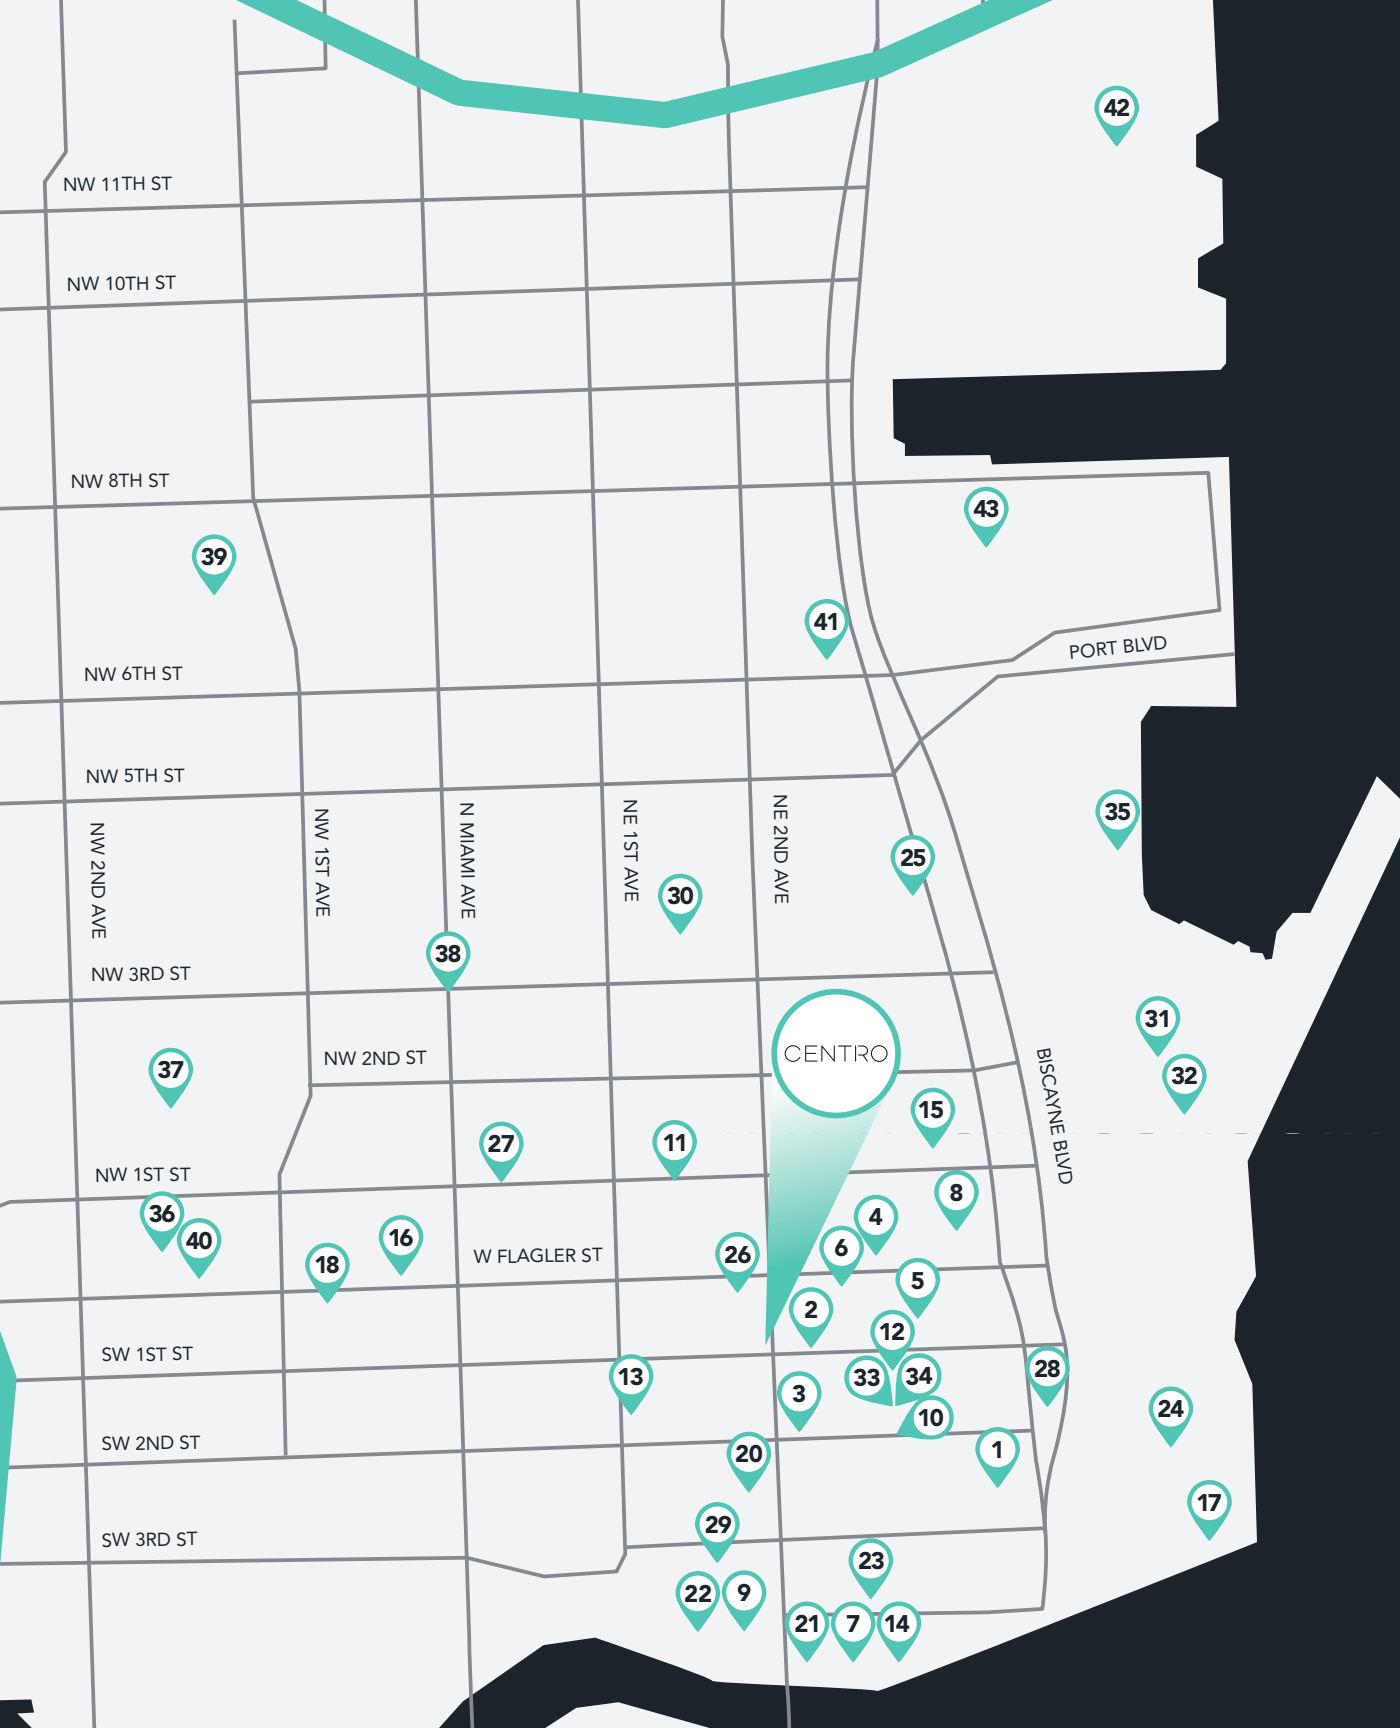 42
NW 11TH ST
NW 10TH ST
NW 8TH ST
43
39
41
PORT BLVD
NW 6TH ST
NW 5TH ST
NW 2ND AVE
NW 1ST AVE
N MIAMI AVE
NE 1ST AVE
NE 2ND AVE
35
25
30
38
NW 3RD ST
31
CENTRO
NW 2ND ST
37
32
BISCAYNE BLVD
15
27
11
NW 1ST ST
8
36
4
40
16
6
W FLAGLER ST
26
18
5
2
12
SW 1ST ST
28
13
33
34
3
24
10
SW 2ND ST
20
1
17
29
SW 3RD ST
23
22
9
21
7
14